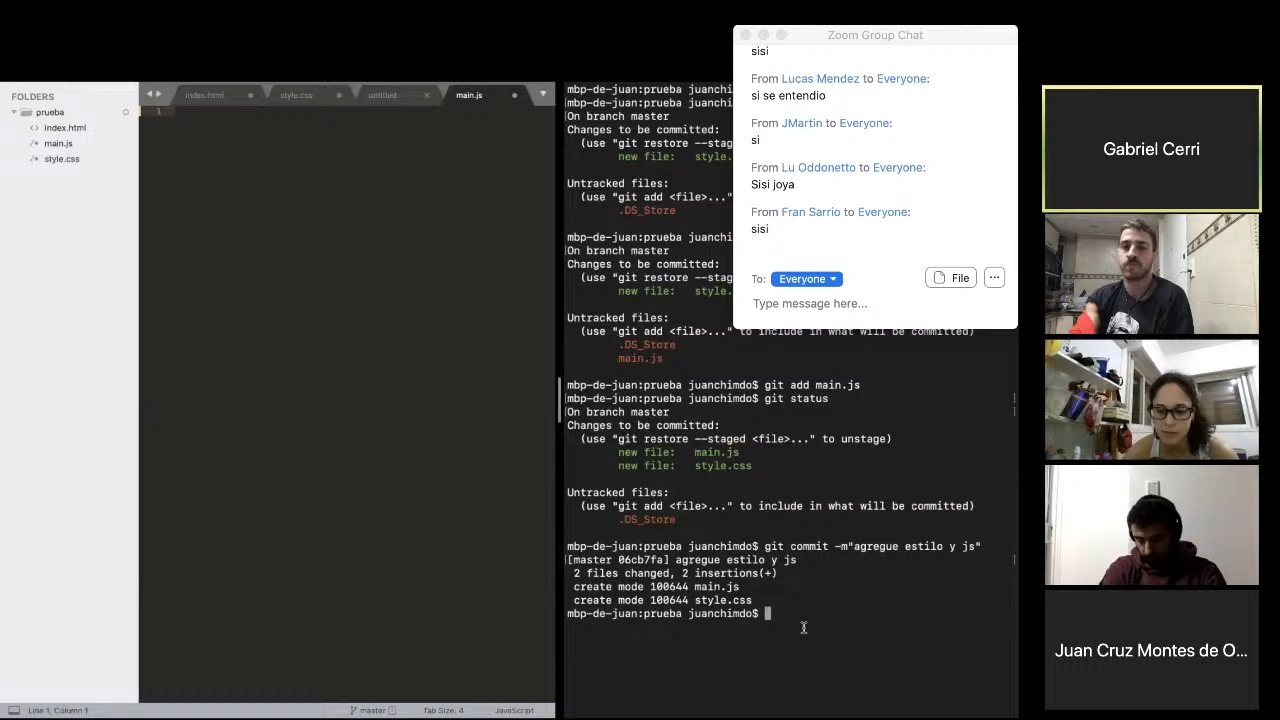 Zoom Group Chat
sisi
From Lucas Mendez to Everyone:
si se entendio
From JMartin to Everyone:
si
From Lu Oddonetto to Everyone:
Sisi joya
From Fran Sarrio to Everyone:
sisi
To: Everyone
File
...
Type message here...
FOLDERS
prueba
<> index.html
/* main.js
/* style.css
index.html
style.css
untitled
main.js
1
mbp-de-juan:prueba juanchi
mbp-de-juan:prueba juanchi
On branch master
Changes to be committed:
(use "git restore --staged
new file: style.
Untracked files:
(use "git add <file>..."
.DS_Store
mbp-de-juan:prueba juanchi
On branch master
Changes to be committed:
(use "git restore --staged
new file: style.
Untracked files:
(use "git add <file>..." to include in what will be committed)
.DS_Store
main.js
mbp-de-juan:prueba juanchimdo$ git add main.js
mbp-de-juan:prueba juanchimdo$ git status
On branch master
Changes to be committed:
(use "git restore --staged <file>..." to unstage)
new file: main.js
new file: style.css
Untracked files:
(use "git add <file>..." to include in what will be committed)
.DS_Store
mbp-de-juan:prueba juanchimdo$ git commit -m"agregue estilo y js"
[master 06cb7fa] agregue estilo y js
2 files changed, 2 insertions(+)
create mode 100644 main.js
create mode 100644 style.css
mbp-de-juan:prueba juanchimdo$
Line 1, Column 1
master
Tab Size: 4
JavaScript
Gabriel Cerri
Juan Cruz Montes de O...